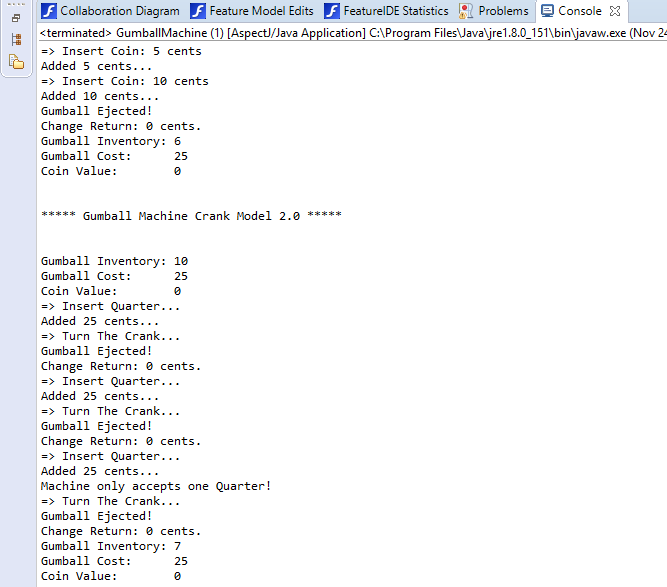 Collaboration Diagram Feature Model Edits FeatureIDE Statistics Problems Console
<terminated> GumballMachine (1) [AspectJ/Java Application] C:\Program Files\Java\jre1.8.0_151\bin\javaw.exe (Nov 24
=> Insert Coin: 5 cents
Added 5 cents...
=> Insert Coin: 10 cents
Added 10 cents...
Gumball Ejected!
Change Return: 0 cents.
Gumball Inventory: 6
Gumball Cost:      25
Coin Value:        0
***** Gumball Machine Crank Model 2.0 *****
Gumball Inventory: 10
Gumball Cost:      25
Coin Value:        0
=> Insert Quarter...
Added 25 cents...
=> Turn The Crank...
Gumball Ejected!
Change Return: 0 cents.
=> Insert Quarter...
Added 25 cents...
=> Turn The Crank...
Gumball Ejected!
Change Return: 0 cents.
=> Insert Quarter...
Added 25 cents...
Machine only accepts one Quarter!
=> Turn The Crank...
Gumball Ejected!
Change Return: 0 cents.
Gumball Inventory: 7
Gumball Cost:      25
Coin Value:        0